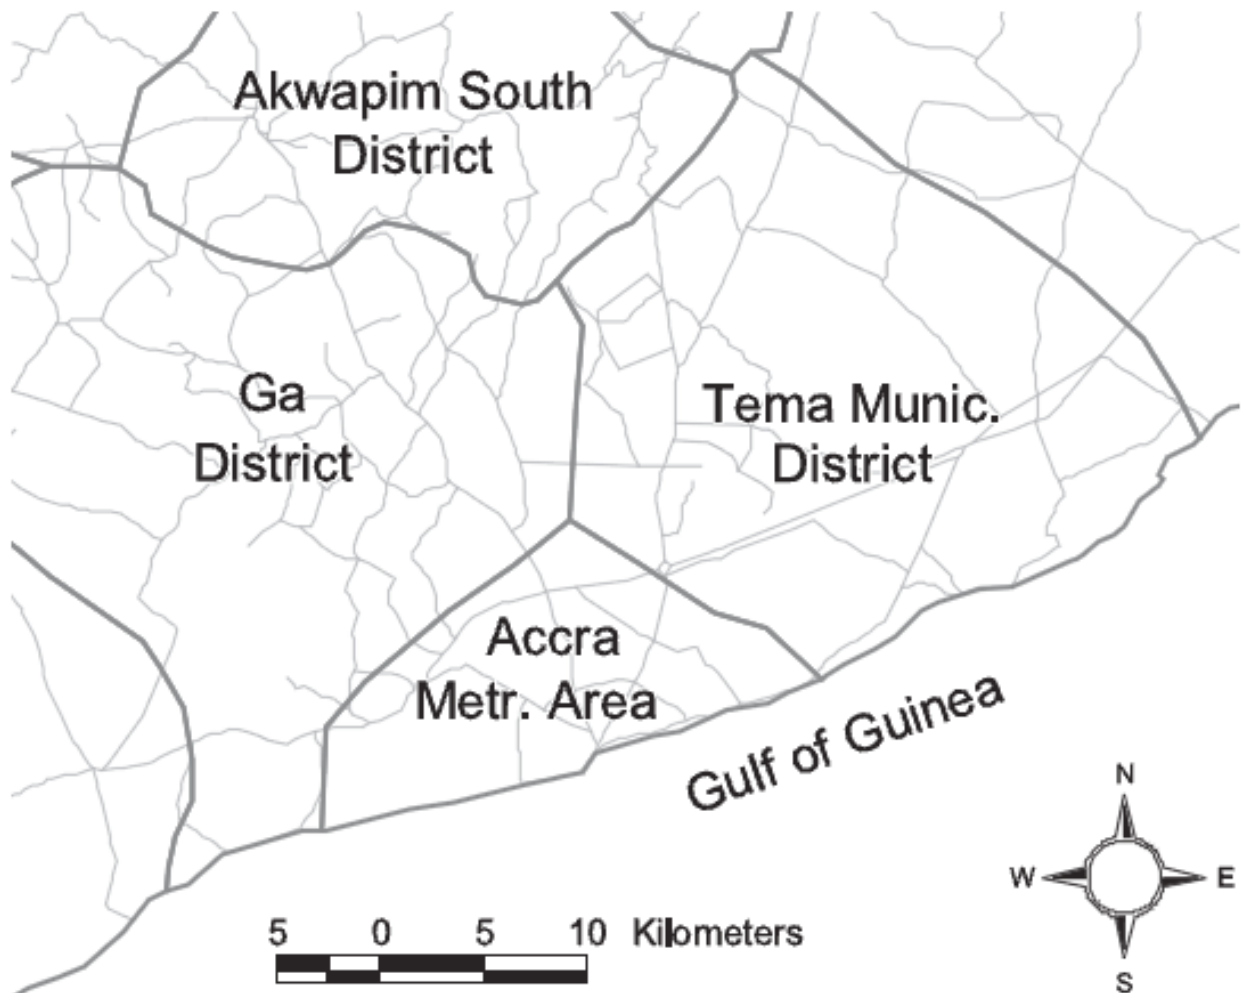 Akwapim South
District
Ga
District
Tema Munic.
District
Accra
Metr. Area
Gulf of Guinea
N
W
E
S
5 0 5 10 Kilometers